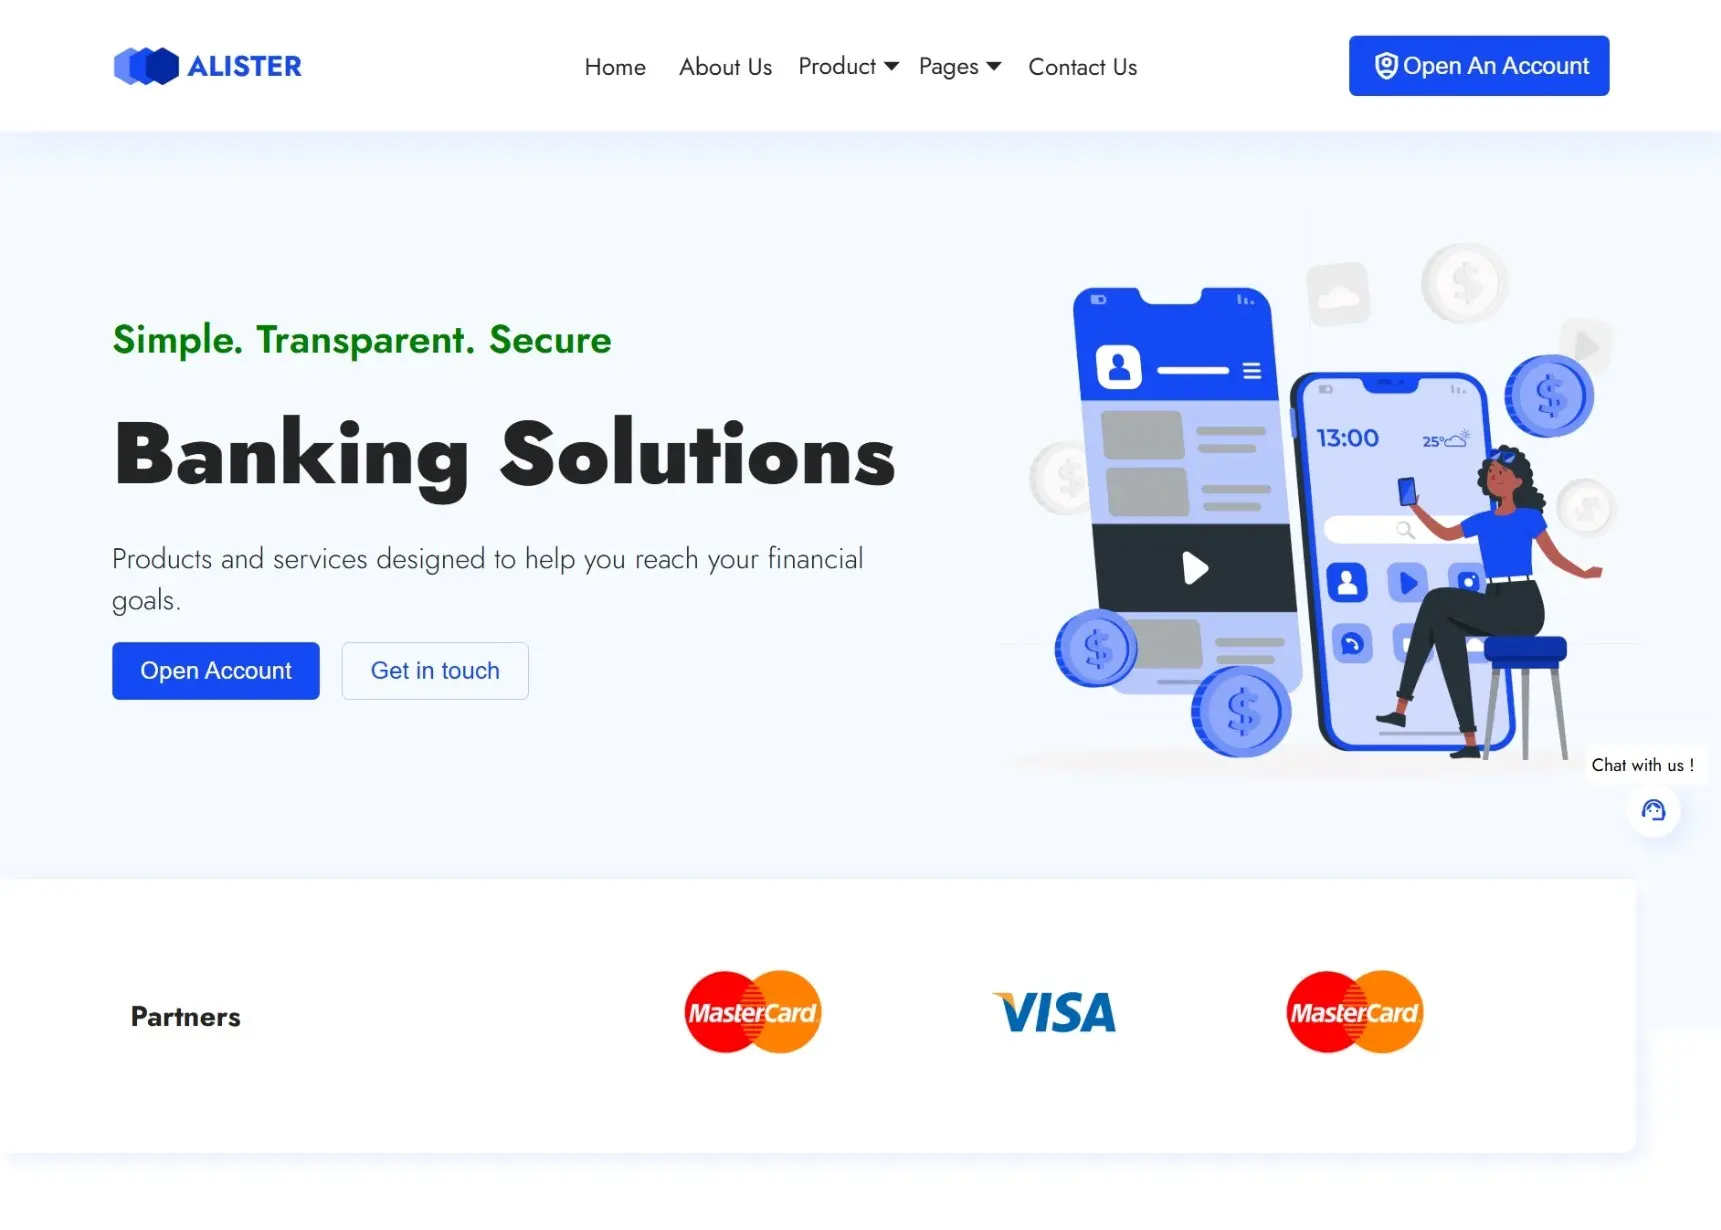 ALISTER
Home About Us Product Pages Contact Us
Open An Account
Simple. Transparent. Secure
Banking Solutions
Products and services designed to help you reach your financial
goals.
Open Account Get in touch
13:00 25°
Chat with us !
Partners
MasterCard VISA MasterCard